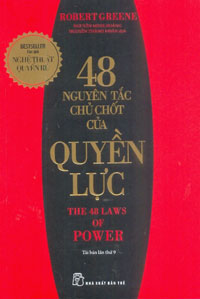 ROBERT GREENE
BESTSELLER
NGHỆ THUẬT
QUYẾN RŨ
48
NGUYÊN TẮC
CHỦ CHỐT
CỦA
QUYỀN
LỰC
THE 48 LAWS
OF
POWER
Tái bản lần thứ 9
NHÀ XUẤT BẢN TRẺ